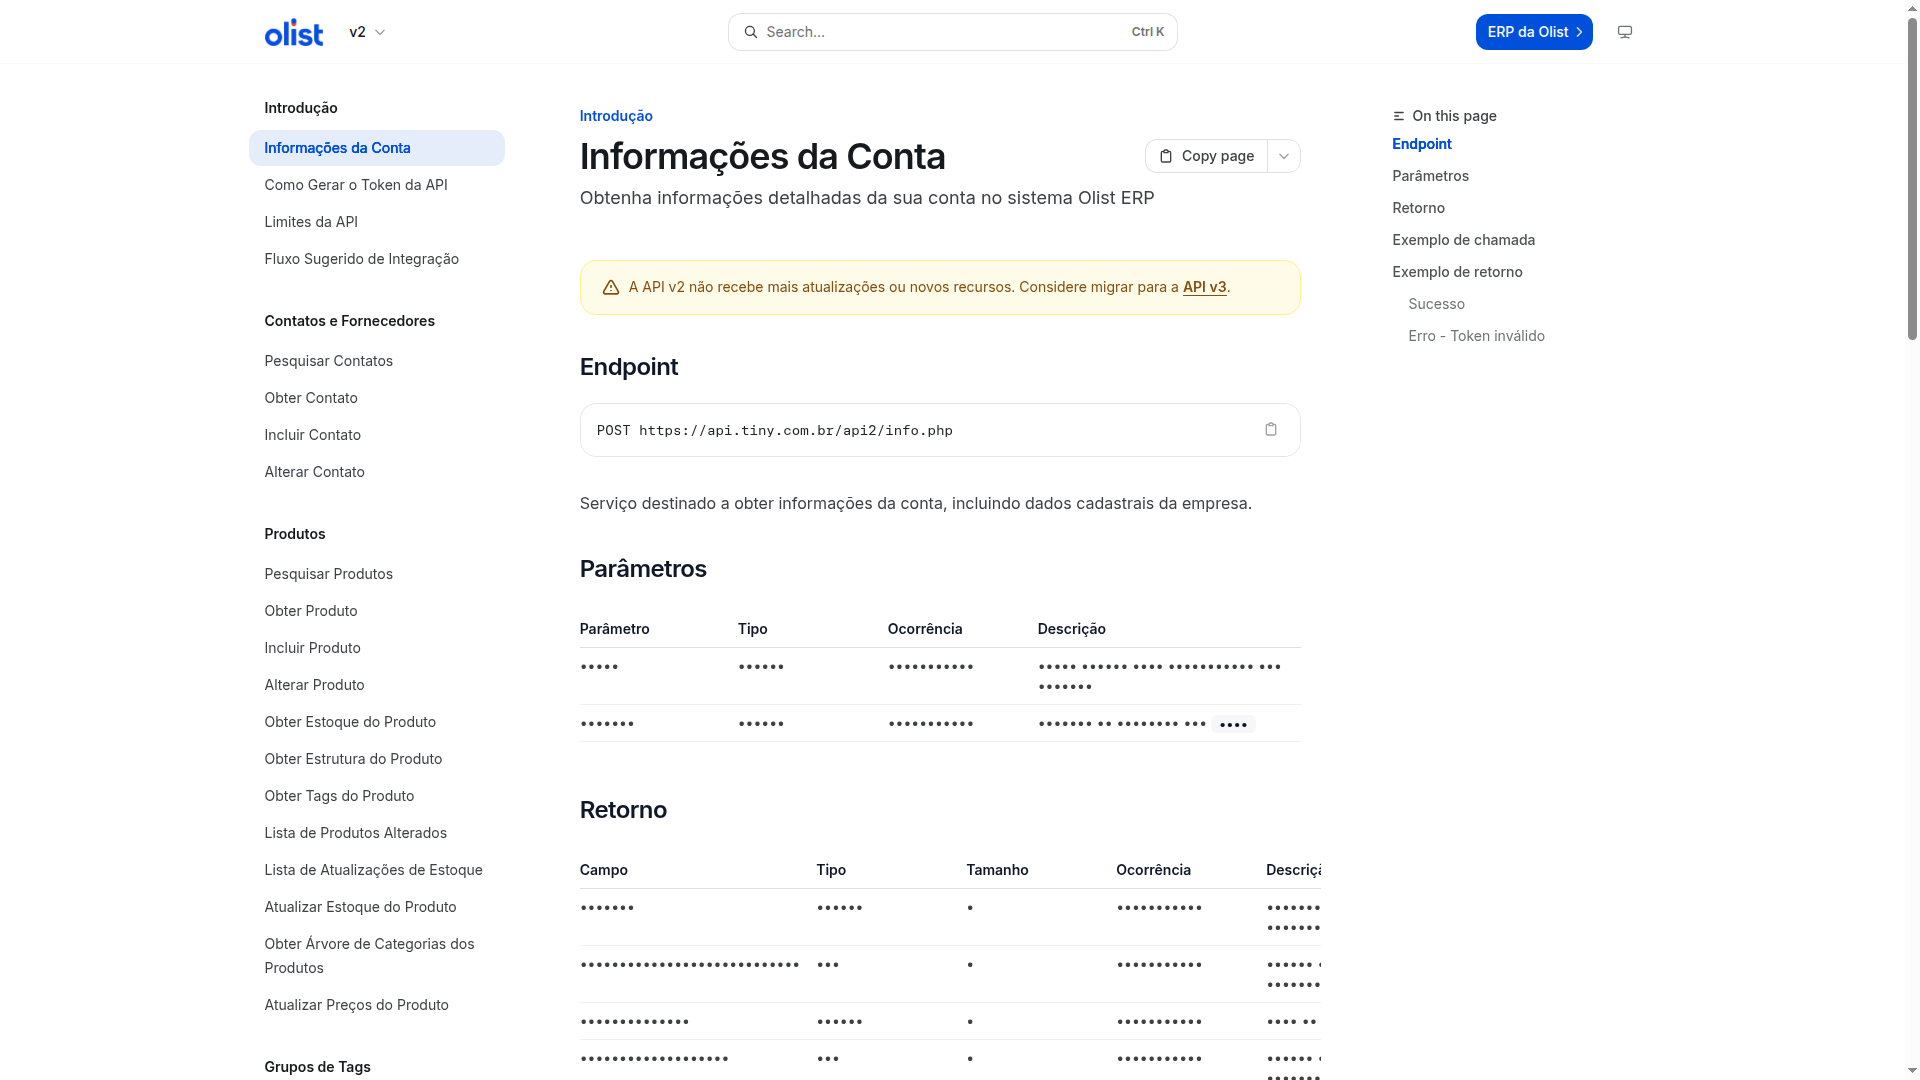 olist
v2
Search...
Ctrl K
ERP da Olist
Introdução
Informações da Conta
Como Gerar o Token da API
Limites da API
Fluxo Sugerido de Integração
Contatos e Fornecedores
Pesquisar Contatos
Obter Contato
Incluir Contato
Alterar Contato
Produtos
Pesquisar Produtos
Obter Produto
Incluir Produto
Alterar Produto
Obter Estoque do Produto
Obter Estrutura do Produto
Obter Tags do Produto
Lista de Produtos Alterados
Lista de Atualizações de Estoque
Atualizar Estoque do Produto
Obter Árvore de Categorias dos
Produtos
Atualizar Preços do Produto
Grupos de Tags
Introdução
Informações da Conta
Copy page
Obtenha informações detalhadas da sua conta no sistema Olist ERP
A API v2 não recebe mais atualizações ou novos recursos. Considere migrar para a API v3.
Endpoint
POST https://api.tiny.com.br/api2/info.php
Serviço destinado a obter informações da conta, incluindo dados cadastrais da empresa.
Parâmetros
Parâmetro Tipo Ocorrência Descrição
••••• •••••• ••••••••••• ••••• •••••• •••• ••••••••••• •••
•••••••
••••••• •••••• ••••••••••• ••••••• •• •••••••• ••• ••••
Retorno
Campo Tipo Tamanho Ocorrência
On this page
Endpoint
Parâmetros
Retorno
Exemplo de chamada
Exemplo de retorno
Sucesso
Erro - Token inválido